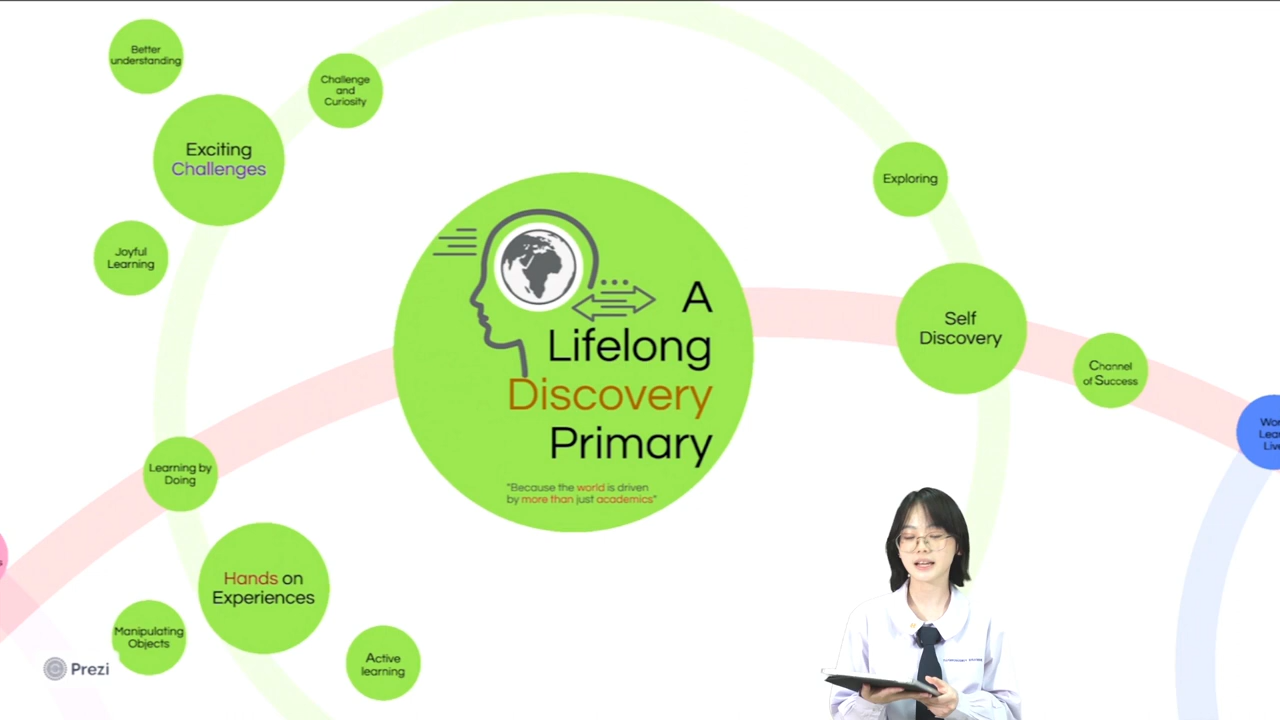 Better
understanding
Challenge
and
Curiosity
Exciting
Challenges
Joyful
Learning
A
Lifelong
Discovery
Primary
"Because the world is driven
by more than just academics"
Exploring
Self
Discovery
Channel
of Success
Learning by
Doing
Hands on
Experiences
Manipulating
Objects
Active
learning
Prezi